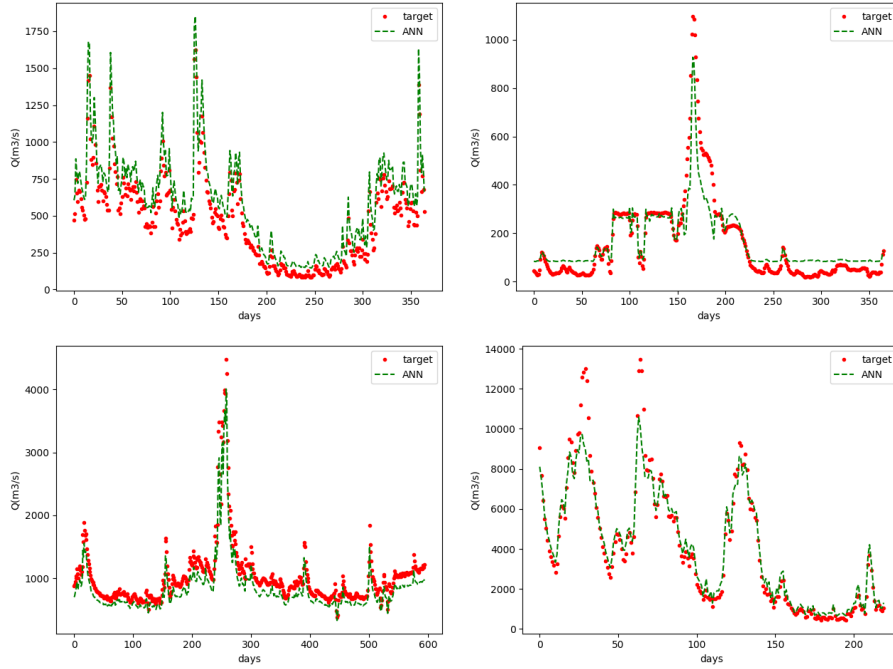 target
ANN
Q(m3/s)
1750
1500
1250
1000
750
500
250
0
0 50 100 150 200 250 300 350
days
target
ANN
Q(m3/s)
1000
800
600
400
200
0
0 50 100 150 200 250 300 350
days
target
ANN
Q(m3/s)
4000
3000
2000
1000
0 100 200 300 400 500 600
days
target
ANN
Q(m3/s)
14000
12000
10000
8000
6000
4000
2000
0
0 50 100 150 200
days